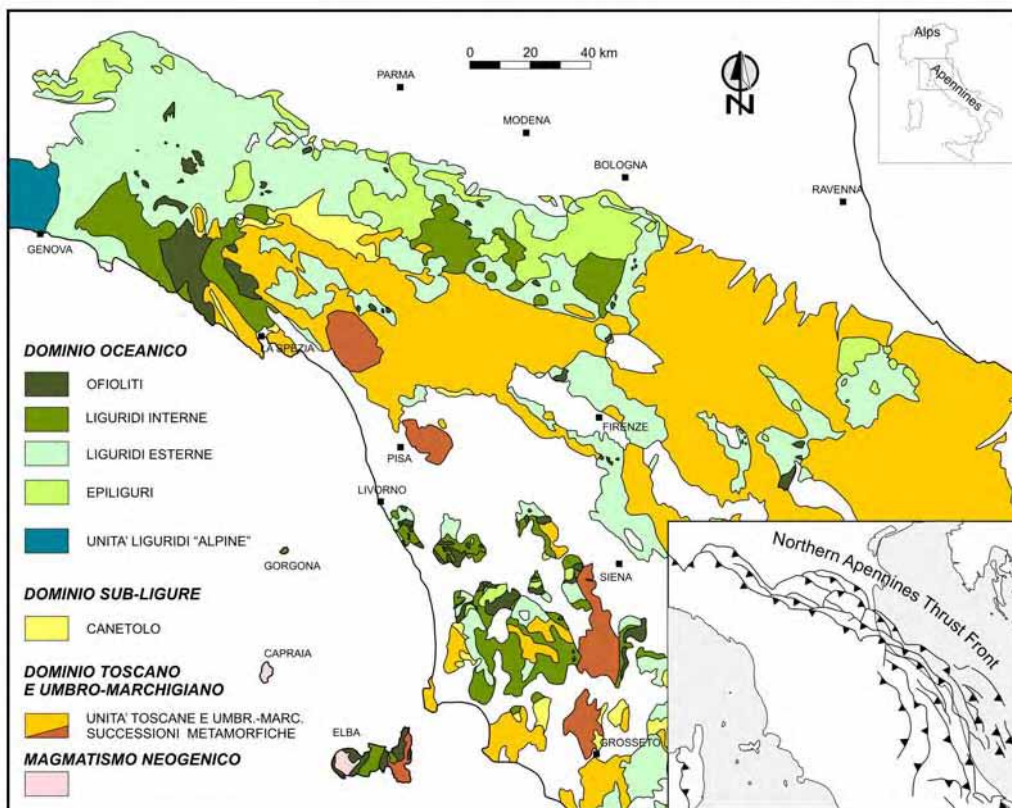 Alps
Apennines
0 20 40 km
N
PARMA
MODENA
BOLOGNA
RAVENNA
GENOVA
LA SPEZIA
FIRENZE
PISA
LIVORNO
SIENA
GORGONA
CAPRAIA
ELBA
GROSSETO
DOMINIO OCEANICO
OFIOLITI
LIGURIDI INTERNE
LIGURIDI ESTERNE
EPILIGURI
UNITA' LIGURIDI "ALPINE"
DOMINIO SUB-LIGURE
CANETOLO
DOMINIO TOSCANO
E UMBRO-MARCHIGIANO
UNITA' TOSCANE E UMBR.-MARC.
SUCCESSIONI METAMORFICHE
MAGMATISMO NEOGENICO
Northern Apennines Thrust Front